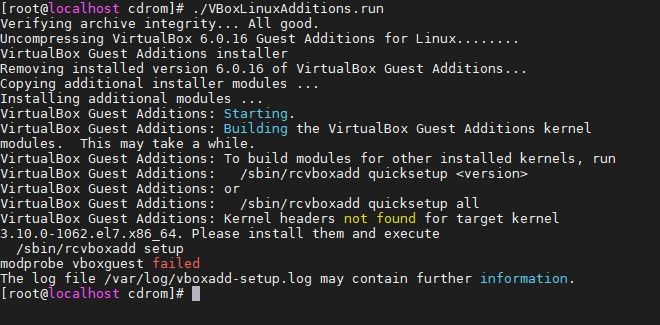 [root@localhost cdrom]# ./VBoxLinuxAdditions.run
Verifying archive integrity... All good.
Uncompressing VirtualBox 6.0.16 Guest Additions for Linux........
VirtualBox Guest Additions installer
Removing installed version 6.0.16 of VirtualBox Guest Additions...
Copying additional installer modules ...
Installing additional modules ...
VirtualBox Guest Additions: Starting.
VirtualBox Guest Additions: Building the VirtualBox Guest Additions kernel
modules.  This may take a while.
VirtualBox Guest Additions: To build modules for other installed kernels, run
VirtualBox Guest Additions:   /sbin/rcvboxadd quicksetup <version>
VirtualBox Guest Additions: or
VirtualBox Guest Additions:   /sbin/rcvboxadd quicksetup all
VirtualBox Guest Additions: Kernel headers not found for target kernel
3.10.0-1062.el7.x86_64. Please install them and execute
  /sbin/rcvboxadd setup
modprobe vboxguest failed
The log file /var/log/vboxadd-setup.log may contain further information.
[root@localhost cdrom]#